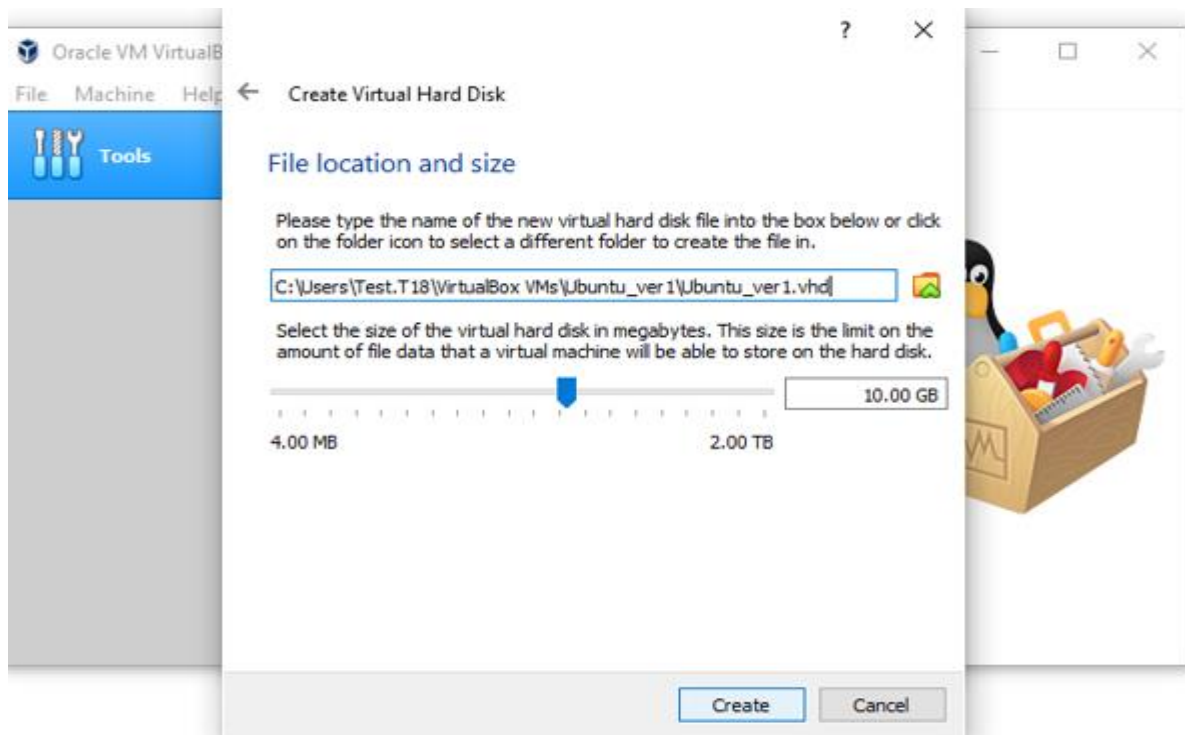 Oracle VM VirtualB
File Machine Help
Tools
?
Create Virtual Hard Disk
File location and size
Please type the name of the new virtual hard disk file into the box below or click
on the folder icon to select a different folder to create the file in.
C:\Users\Test.T18\VirtualBox VMs\Ubuntu_ver1\Ubuntu_ver1.vhd
Select the size of the virtual hard disk in megabytes. This size is the limit on the
amount of file data that a virtual machine will be able to store on the hard disk.
10.00 GB
4.00 MB 2.00 TB
Create Cancel